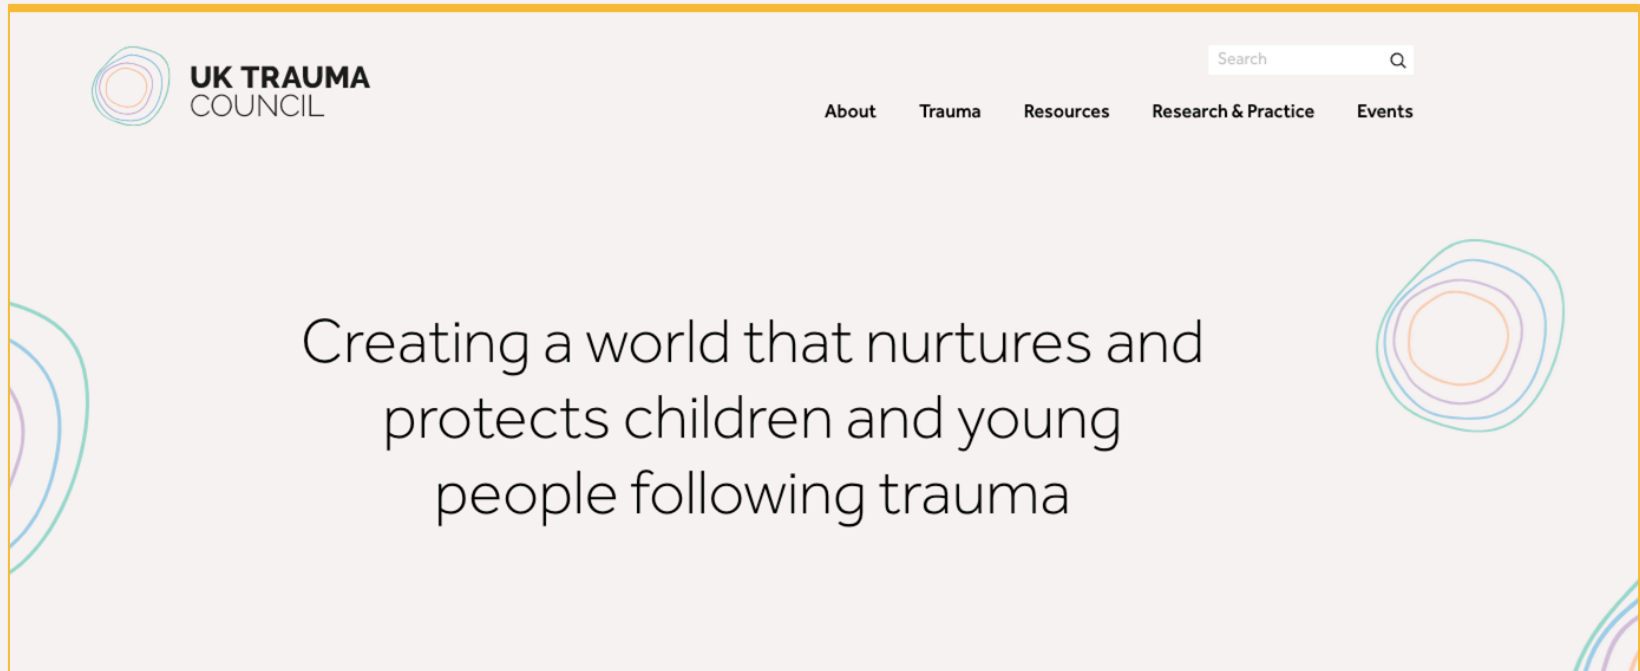 UK TRAUMA
COUNCIL
Search
About Trauma Resources Research & Practice Events
Creating a world that nurtures and
protects children and young
people following trauma